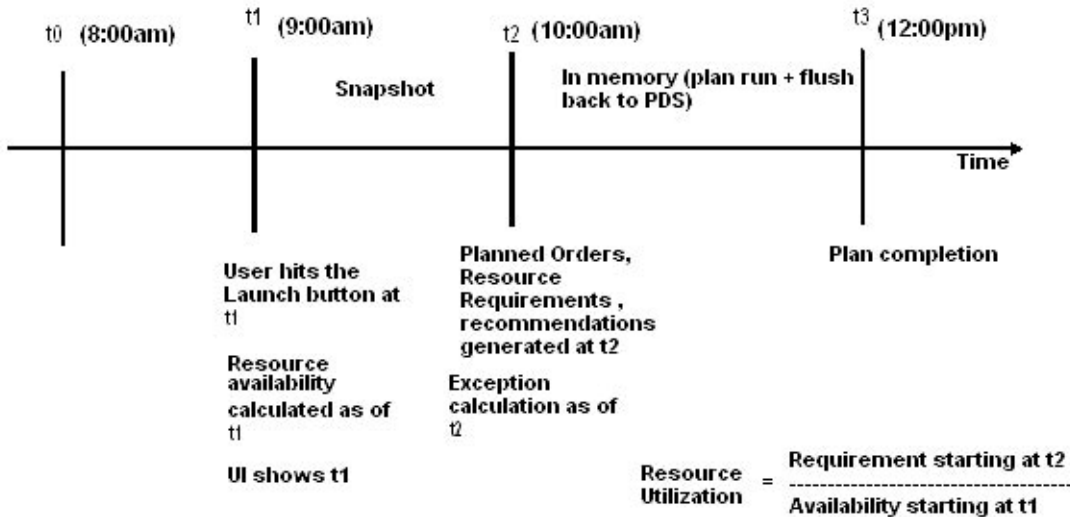 t0 (8:00am)
t1 (9:00am)
t2 (10:00am)
t3 (12:00pm)
Snapshot
In memory (plan run + flush
back to PDS)
Time
User hits the
Launch button at
t1
Resource
availability
calculated as of
t1
UI shows t1
Planned Orders,
Resource
Requirements ,
recommendations
generated at t2
Exception
calculation as of
t2
Plan completion
Resource
Utilization
=
Requirement starting at t2
Availability starting at t1